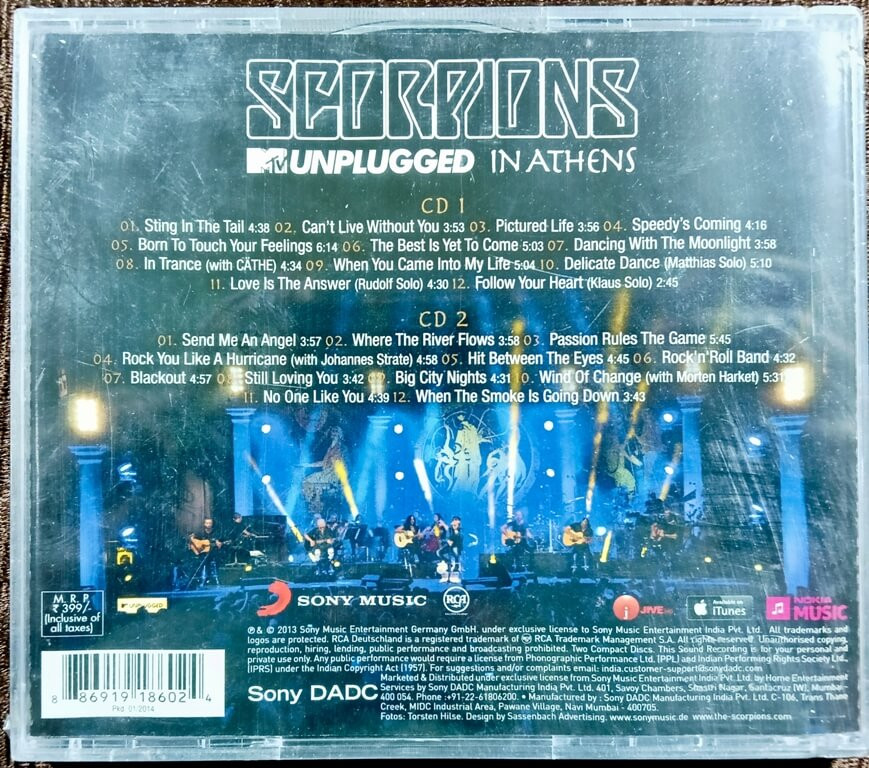 SCORPIONS
MTV UNPLUGGED IN ATHENS
CD 1
01. Sting In The Tail 4:38 02. Can't Live Without You 3:53 03. Pictured Life 3:56 04. Speedy's Coming 4:16
05. Born To Touch Your Feelings 6:14 06. The Best Is Yet To Come 5:03 07. Dancing With The Moonlight 3:58
08. In Trance (with CÄTHE) 4:34 09. When You Came Into My Life 5:04 10. Delicate Dance (Matthias Solo) 5:10
11. Love Is The Answer (Rudolf Solo) 4:30 12. Follow Your Heart (Klaus Solo) 2:45
CD 2
01. Send Me An Angel 3:57 02. Where The River Flows 3:58 03. Passion Rules The Game 5:45
04. Rock You Like A Hurricane (with Johannes Strate) 4:58 05. Hit Between The Eyes 4:45 06. Rock'n'Roll Band 4:32
07. Blackout 4:57 08. Still Loving You 3:42 09. Big City Nights 4:31 10. Wind Of Change (with Morten Harket) 5:31
11. No One Like You 4:39 12. When The Smoke Is Going Down 3:43
M. R. P.
₹ 399/-
(Inclusive of
all taxes)
MTV UNPLUGGED
SONY MUSIC
RCA
JIVE
Available on
iTunes
NOKIA
MUSIC
℗ & © 2013 Sony Music Entertainment Germany GmbH. under exclusive license to Sony Music Entertainment India Pvt. Ltd. All trademarks and
logos are protected. RCA Deutschland is a registered trademark of RCA Trademark Management S.A. All rights reserved. Unauthorised copying,
reproduction, hiring, lending, public performance and broadcasting prohibited. Two Compact Discs. This Sound Recording is for your personal and
private use only. Any public performance would require a license from Phonographic Performance Ltd. [PPL] and Indian Performing Rights Society Ltd.,
[IPRS] under the Indian Copyright Act [1957]. For suggestions and/or complaints email: india.customer-support@sonydadc.com
Marketed & Distributed under exclusive license from Sony Music Entertainment India Pvt. Ltd. by Home Entertainment
Services by Sony DADC Manufacturing India Pvt. Ltd. 401, Savoy Chambers, Shasth Nagar, Santacruz [W], Mumbai-
400 054. Phone :+91-22-61806200. • Manufactured by : Sony DADC Manufacturing India Pvt. Ltd. C-106, Trans Thane
Creek, MIDC Industrial Area, Pawane Village, Navi Mumbai - 400705.
Fotos: Torsten Hilse. Design by Sassenbach Advertising. www.sonymusic.de www.the-scorpions.com
Sony DADC
8 86919 18602 4
Pkd. 01/2014